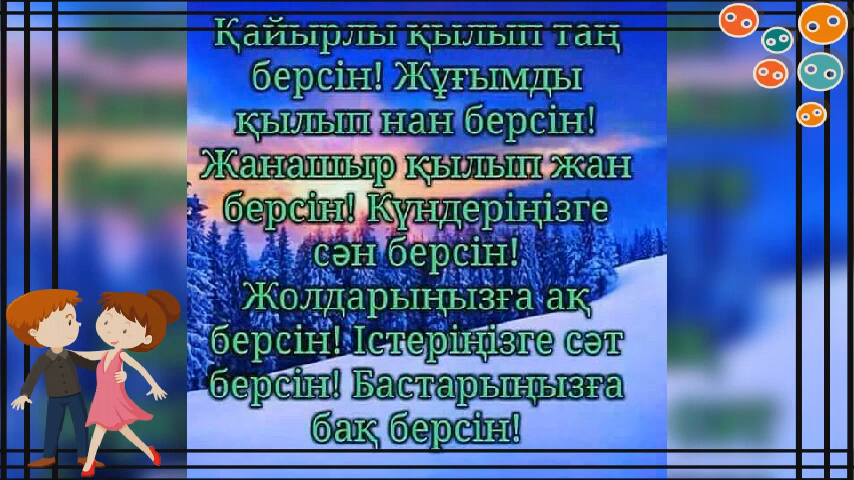 Қайырлы қылып таң
берсін! Жұғымды
қылып нан берсін!
Жанашыр қылып жан
берсін! Күндеріңізге
сән берсін!
Жолдарыңызға ақ
берсін! Істеріңізге сәт
берсін! Бастарыңызға
бақ берсін!